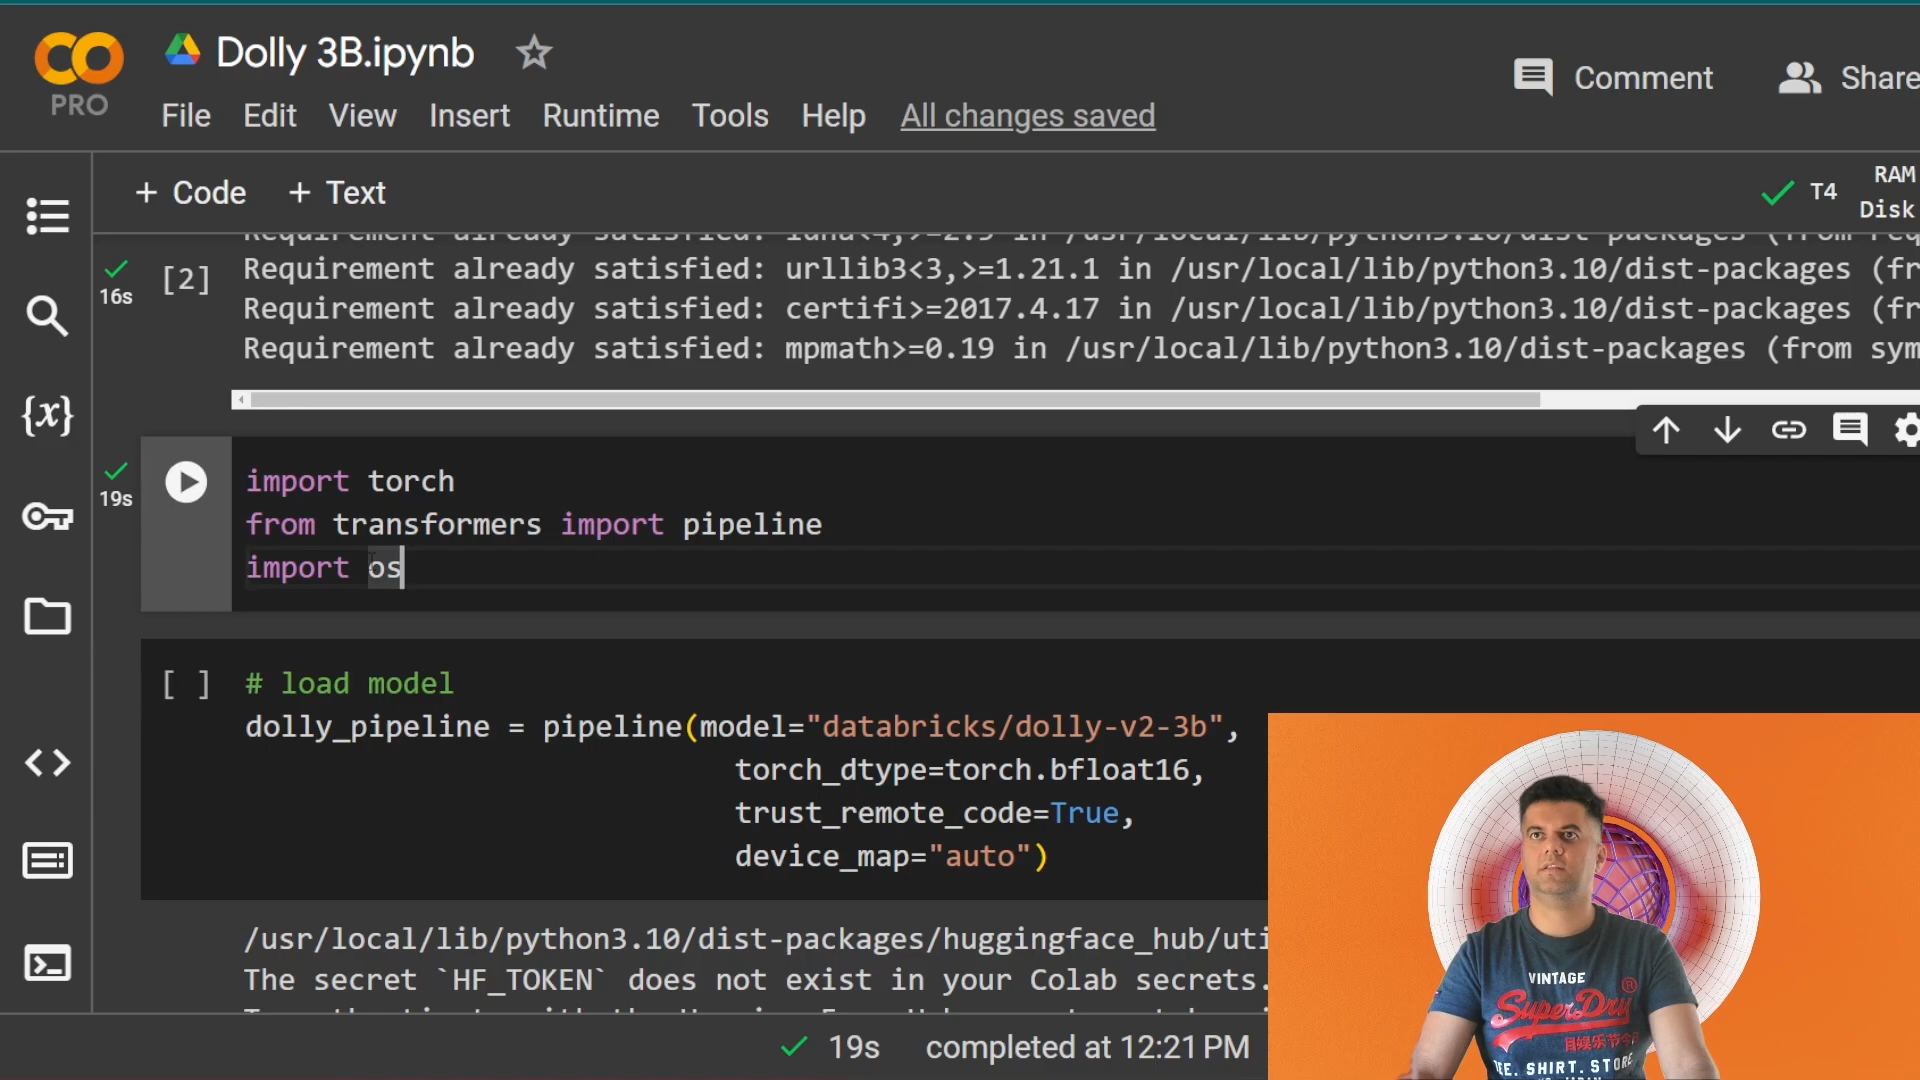 Dolly 3B.ipynb
PRO
File Edit View Insert Runtime Tools Help All changes saved
Comment Share
+ Code + Text
T4
RAM
Disk
16s
[2]
Requirement already satisfied: urllib3<3,>=1.21.1 in /usr/local/lib/python3.10/dist-packages (fr
Requirement already satisfied: certifi>=2017.4.17 in /usr/local/lib/python3.10/dist-packages (fr
Requirement already satisfied: mpmath>=0.19 in /usr/local/lib/python3.10/dist-packages (from sym
19s
import torch
from transformers import pipeline
import os
[ ]
# load model
dolly_pipeline = pipeline(model="databricks/dolly-v2-3b",
torch_dtype=torch.bfloat16,
trust_remote_code=True,
device_map="auto")
/usr/local/lib/python3.10/dist-packages/huggingface_hub/uti
The secret `HF_TOKEN` does not exist in your Colab secrets.
19s completed at 12:21 PM
VINTAGE
SuperDry®
SHIRT. STORE